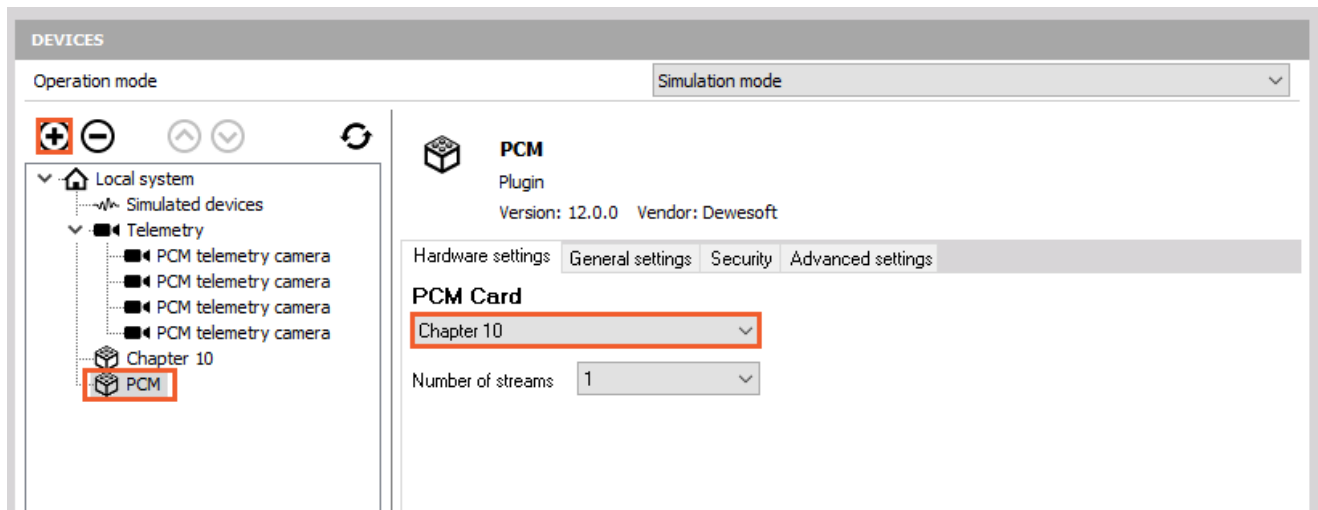 DEVICES
Operation mode
Simulation mode
Local system
Simulated devices
Telemetry
PCM telemetry camera
PCM telemetry camera
PCM telemetry camera
PCM telemetry camera
Chapter 10
PCM
PCM
Plugin
Version: 12.0.0 Vendor: Dewesoft
Hardware settings General settings Security Advanced settings
PCM Card
Chapter 10
Number of streams 1